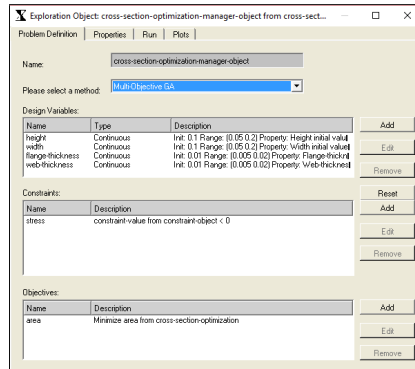 Exploration Object: cross-section-optimization-manager-object from cross-sect...
Problem Definition Properties Run Plots
Name: cross-section-optimization-manager-object
Please select a method: Multi-Objective GA
Design Variables:
Name Type Description Add
height Continuous Init: 0.1 Range: (0.05 0.2) Property: Height initial value
width Continuous Init: 0.1 Range: (0.05 0.2) Property: Width initial value Edit
flange-thickness Continuous Init: 0.01 Range: (0.005 0.02) Property: Flange-thickn
web-thickness Continuous Init: 0.01 Range: (0.005 0.02) Property: Web-thicknes
Remove
Constraints: Reset
Name Description Add
stress constraint-value from constraint-object < 0
Edit
Remove
Objectives:
Name Description Add
area Minimize area from cross-section-optimization
Edit
Remove